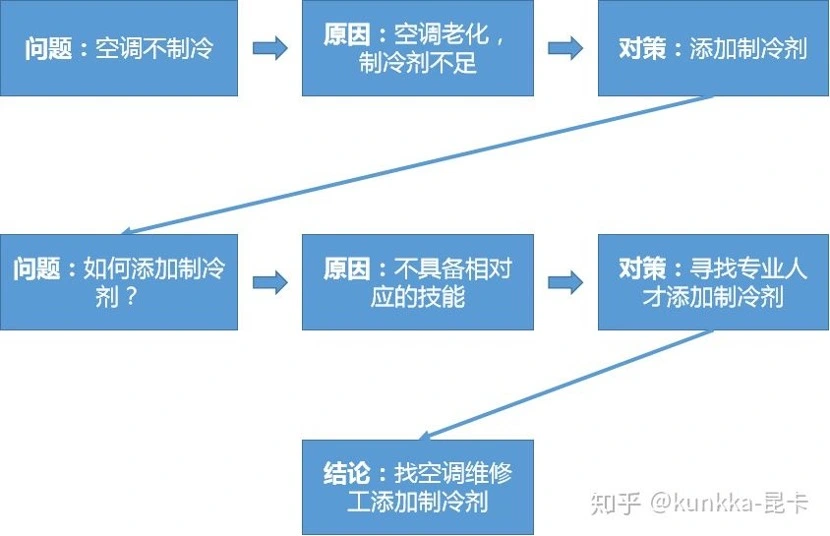 问题：空调不制冷
原因：空调老化，
制冷剂不足
对策：添加制冷剂
问题：如何添加制冷
剂？
原因：不具备相对
应的技能
对策：寻找专业人
才添加制冷剂
结论：找空调维修
工添加制冷剂
知乎 @kunkka-昆卡